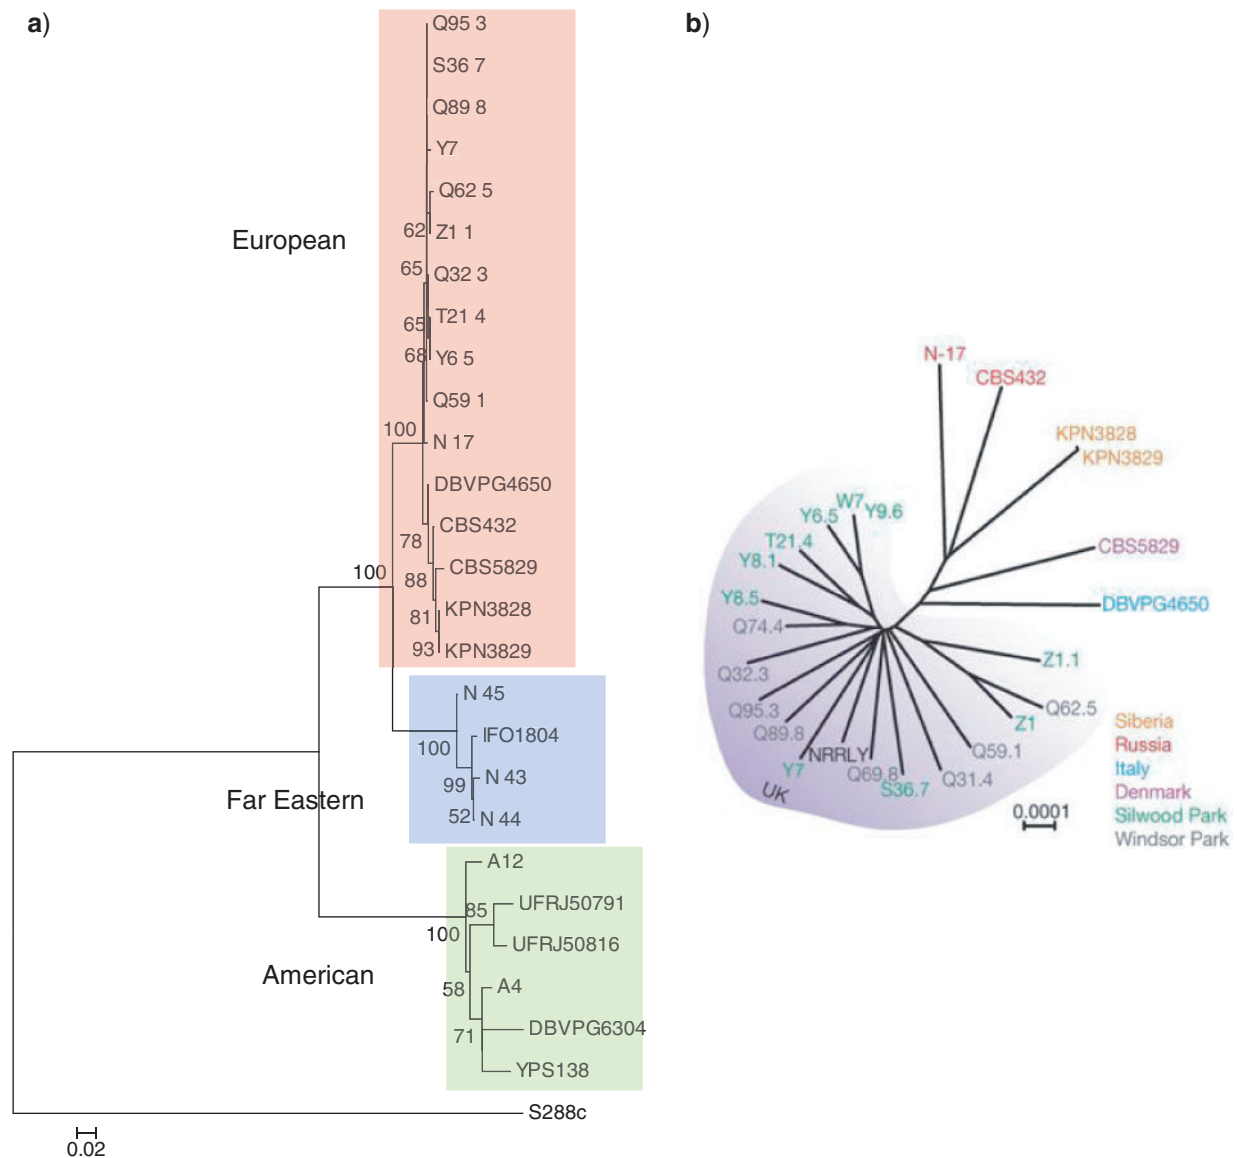 a)
Q95 3
S36 7
Q89 8
Y7
Q62 5
62
Z1 1
European
65
Q32 3
65
T21 4
68
Y6 5
Q59 1
100
N 17
DBVPG4650
78
CBS432
88
CBS5829
100
81
KPN3828
93
KPN3829
N 45
100
IFO1804
99
N 43
Far Eastern
52
N 44
A12
85
UFRJ50791
100
UFRJ50816
American
58
A4
71
DBVPG6304
YPS138
S288c
0.02
b)
N-17
CBS432
KPN3828
KPN3829
W7
Y9.6
Y6.5
T21.4
Y8.1
CBS5829
Y8.5
DBVPG4650
Q74.4
Z1.1
Q32.3
Q95.3
Q62.5
Q89.8
Z1
Q59.1
NRRLY
Y7
Q69.8
Q31.4
S36.7
UK
0.0001
Siberia
Russia
Italy
Denmark
Silwood Park
Windsor Park